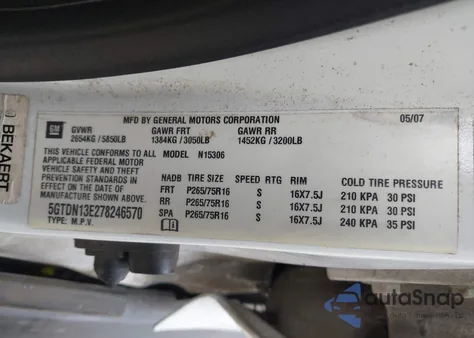 MFD BY GENERAL MOTORS CORPORATION 05/07
GM GVWR GAWR FRT GAWR RR
2654KG / 5850LB 1384KG / 3050LB 1452KG / 3200LB
THIS VEHICLE CONFORMS TO ALL MODEL N15306
APPLICABLE FEDERAL MOTOR
VEHICLE SAFETY AND THEFT
PREVENTION STANDARDS IN
EFFECT ON THE DATE OF
MANUFACTURE SHOWN ABOVE.
5GTDN13E278246570
TYPE: M.P.V.
NADB TIRE SIZE SPEED RTG RIM COLD TIRE PRESSURE
FRT P265/75R16 S 16X7.5J 210 KPA 30 PSI
RR P265/75R16 S 16X7.5J 210 KPA 30 PSI
SPA P265/75R16 S 16X7.5J 240 KPA 35 PSI
BEKAERT
autaSnap